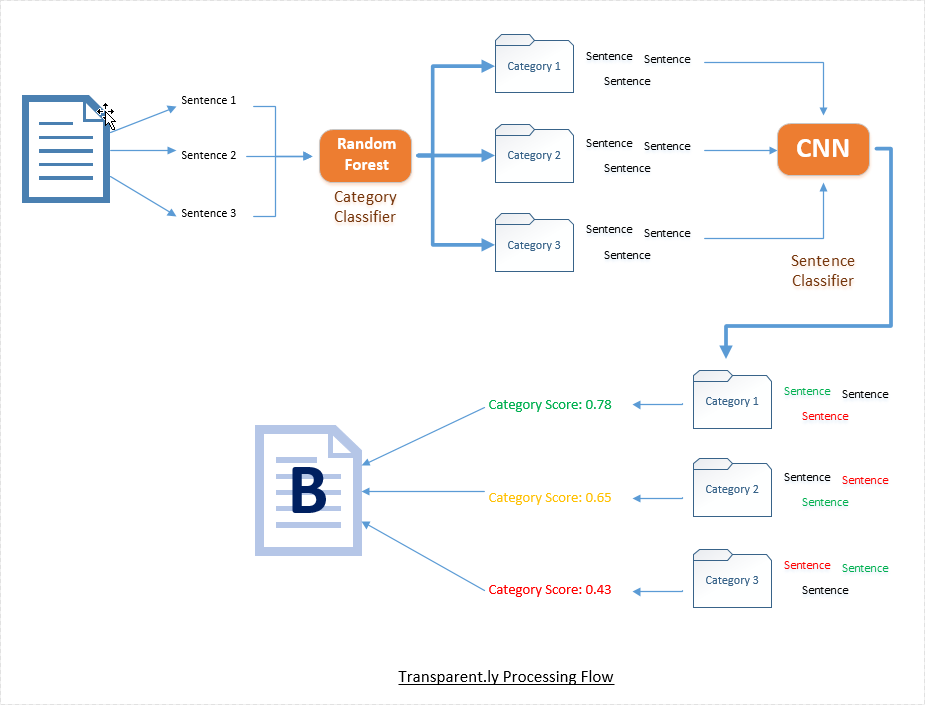 Sentence 1
Sentence 2
Sentence 3
Random
Forest
Category
Classifier
Category 1
Sentence Sentence
Sentence
Category 2
Sentence Sentence
Sentence
Category 3
Sentence Sentence
Sentence
CNN
Sentence
Classifier
Category 1
Sentence Sentence
Sentence
Category 2
Sentence Sentence
Sentence
Category 3
Sentence Sentence
Sentence
Category Score: 0.78
Category Score: 0.65
Category Score: 0.43
B
Transparent.ly Processing Flow